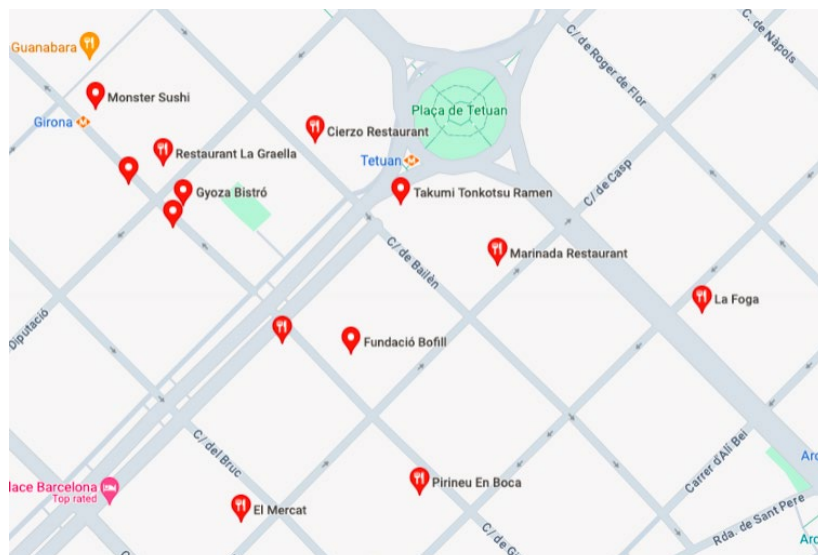 Guanabara
C/ de Roger de Flor
C. de Nàpols
Monster Sushi
Plaça de Tetuan
Girona
Cierzo Restaurant
Restaurant La Graella
Tetuan
Gyoza Bistró
Takumi Tonkotsu Ramen
C/ de Casp
C/ de Bailèn
Marinada Restaurant
La Foga
Diputació
Fundació Bofill
C/ del Bruc
Carrer d'Alí Bei
Arc
lace Barcelona
Top rated
Pirineu En Boca
El Mercat
Rda. de Sant Pere
C/ de G
Arc